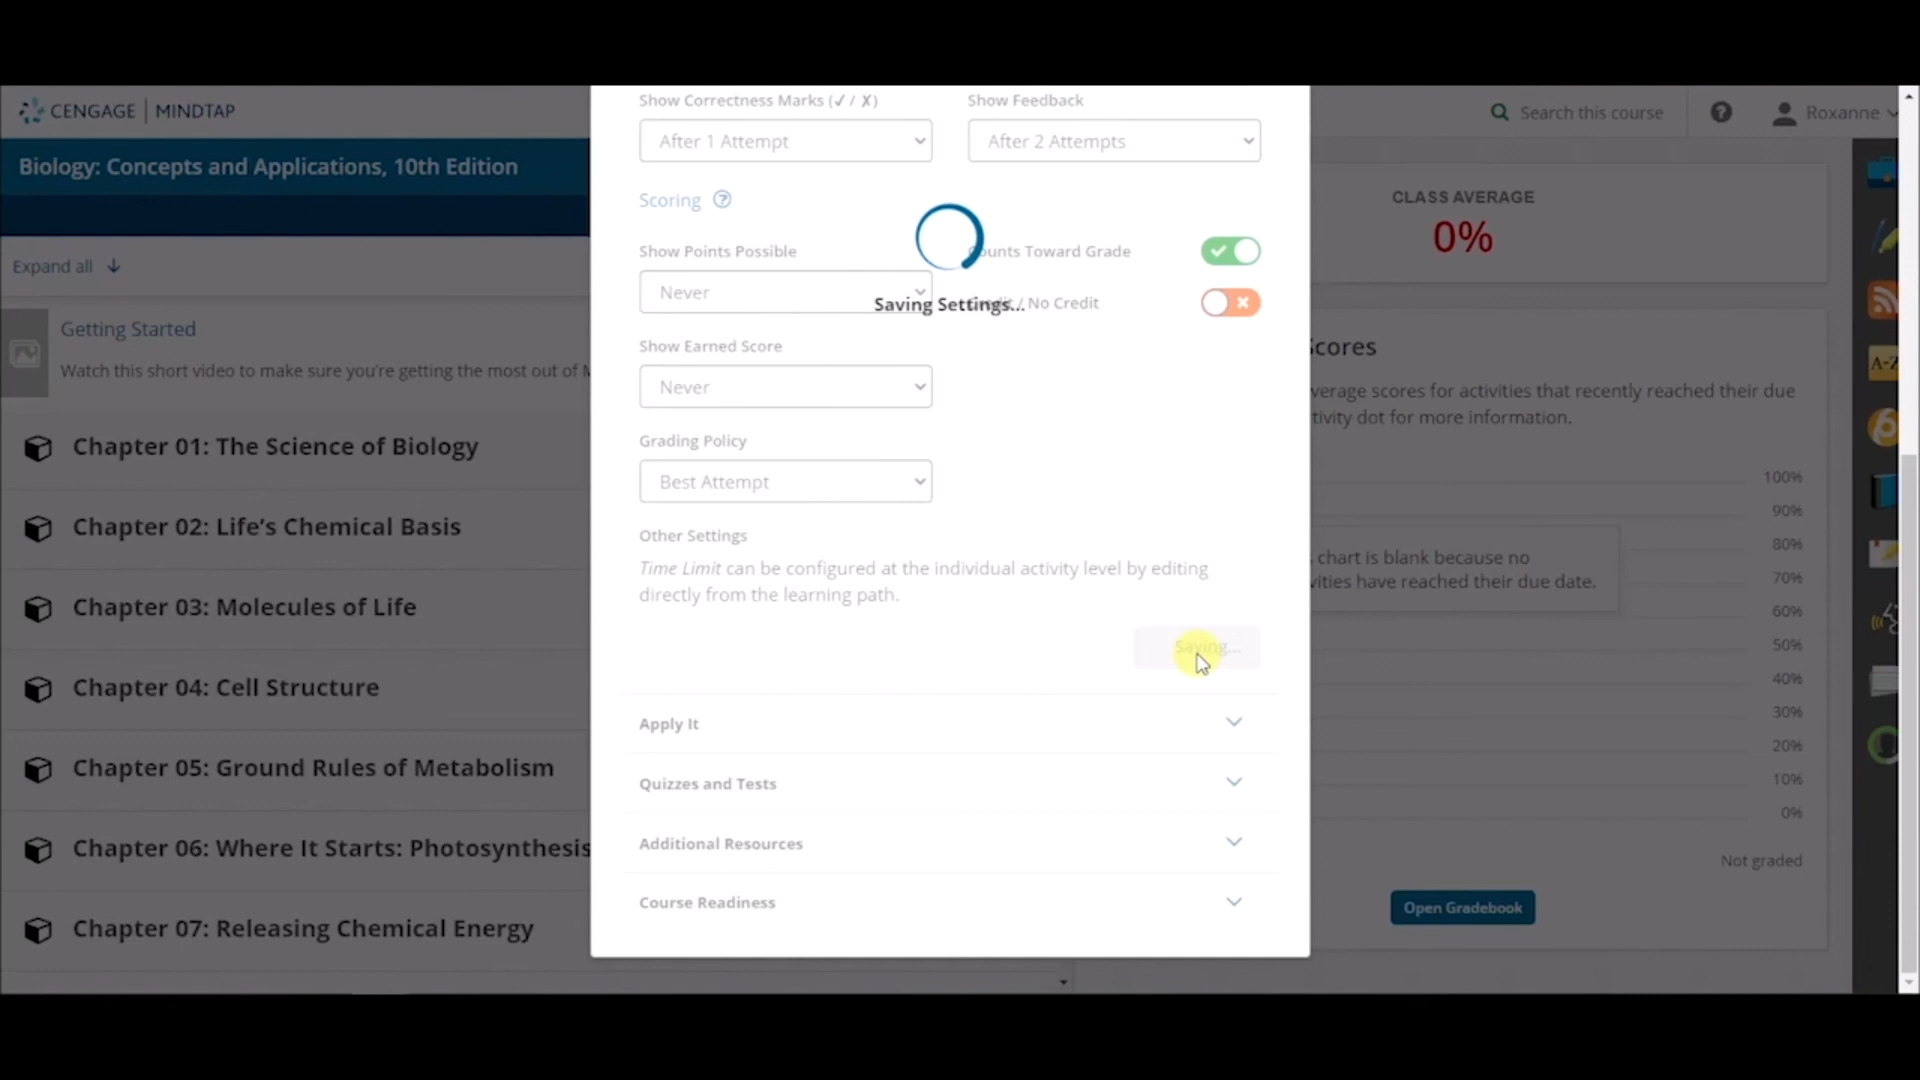 CENGAGE | MINDTAP
Search this course
Roxanne
Biology: Concepts and Applications, 10th Edition
Expand all
Getting Started
Watch this short video to make sure you're getting the most out of
Chapter 01: The Science of Biology
Chapter 02: Life's Chemical Basis
Chapter 03: Molecules of Life
Chapter 04: Cell Structure
Chapter 05: Ground Rules of Metabolism
Chapter 06: Where It Starts: Photosynthesis
Chapter 07: Releasing Chemical Energy
Show Correctness Marks (✓ / ✗)
After 1 Attempt
Show Feedback
After 2 Attempts
Scoring ?
Show Points Possible
Never
Counts Toward Grade
Saving Settings...
/ No Credit
Show Earned Score
Never
Grading Policy
Best Attempt
Other Settings
Time Limit can be configured at the individual activity level by editing
directly from the learning path.
Saving...
Apply It
Quizzes and Tests
Additional Resources
Course Readiness
CLASS AVERAGE
0%
Scores
verage scores for activities that recently reached their due
tivity dot for more information.
100%
90%
80%
70%
60%
50%
40%
30%
20%
10%
0%
chart is blank because no
vities have reached their due date.
Not graded
Open Gradebook
A-Z